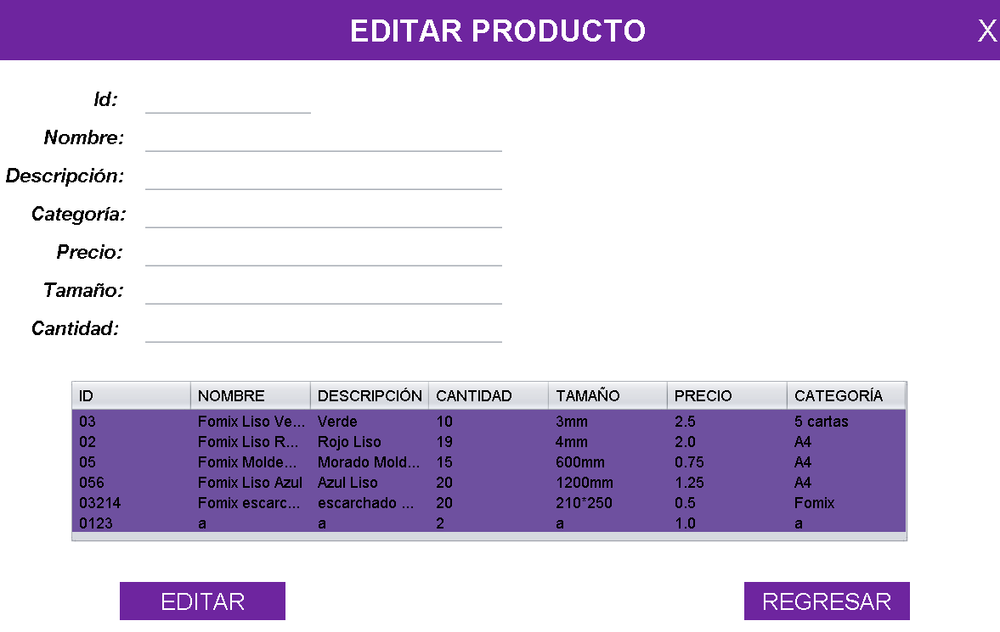 EDITAR PRODUCTO X
Id:
Nombre:
Descripción:
Categoría:
Precio:
Tamaño:
Cantidad:
ID NOMBRE DESCRIPCIÓN CANTIDAD TAMAÑO PRECIO CATEGORÍA
03 Fomix Liso Ve... Verde 10 3mm 2.5 5 cartas
02 Fomix Liso R... Rojo Liso 19 4mm 2.0 A4
05 Fomix Molde... Morado Mold... 15 600mm 0.75 A4
056 Fomix Liso Azul Azul Liso 20 1200mm 1.25 A4
03214 Fomix escarc... escarchado ... 20 210*250 0.5 Fomix
0123 a a 2 a 1.0 a
EDITAR REGRESAR